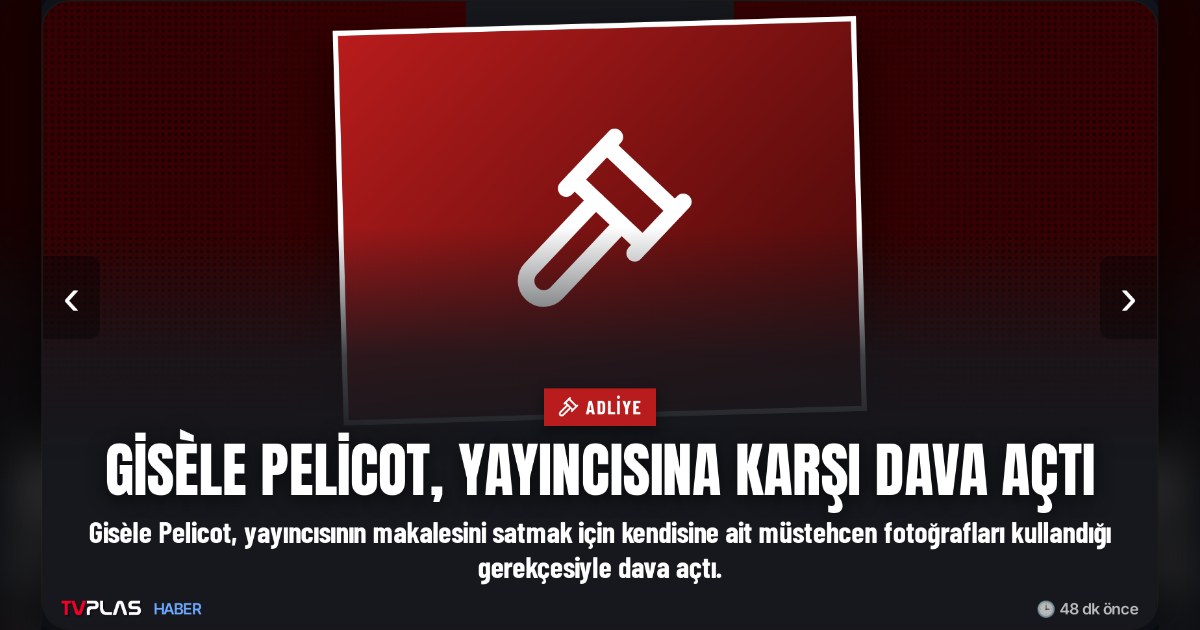 ADLİYE
GİSÈLE PELİCOT, YAYINCISINA KARŞI DAVA AÇTI
Gisèle Pelicot, yayıncısının makalesini satmak için kendisine ait müstehcen fotoğrafları kullandığı
gerekçesiyle dava açtı.
TVPLAS HABER
48 dk önce